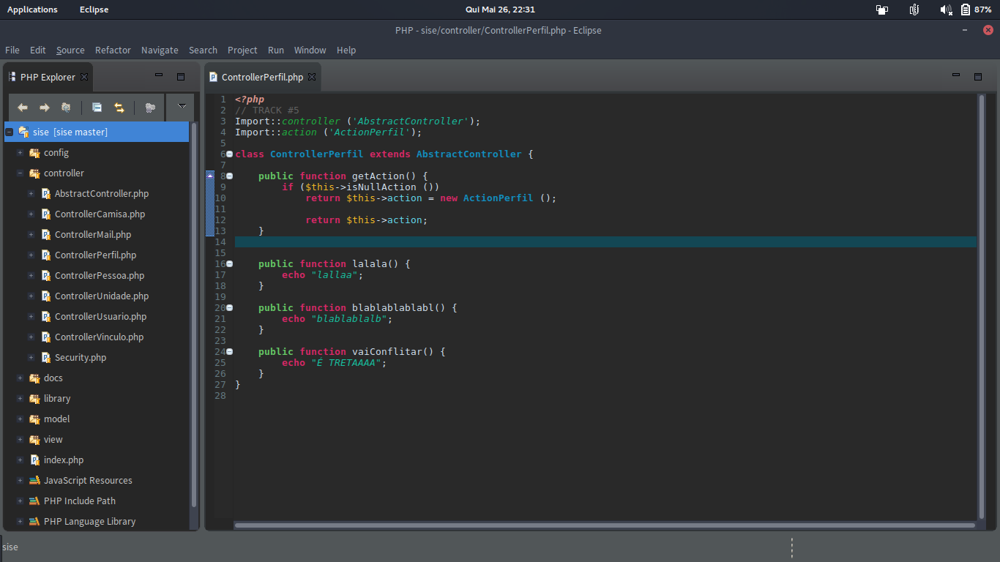 Applications Eclipse Qui Mai 26, 22:31 87%
PHP - sise/controller/ControllerPerfil.php - Eclipse
File Edit Source Refactor Navigate Search Project Run Window Help
PHP Explorer
sise [sise master]
config
controller
AbstractController.php
ControllerCamisa.php
ControllerMail.php
ControllerPerfil.php
ControllerPessoa.php
ControllerUnidade.php
ControllerUsuario.php
ControllerVinculo.php
Security.php
docs
library
model
view
index.php
JavaScript Resources
PHP Include Path
PHP Language Library
ControllerPerfil.php
1 <?php
2 // TRACK #5
3 Import::controller ('AbstractController');
4 Import::action ('ActionPerfil');
5
6 class ControllerPerfil extends AbstractController {
7
8     public function getAction() {
9         if ($this->isNullAction ())
10             return $this->action = new ActionPerfil ();
11
12             return $this->action;
13     }
14
15
16     public function lalala() {
17         echo "lallaa";
18     }
19
20     public function blablablablabl() {
21         echo "blablablalb";
22     }
23
24     public function vaiConflitar() {
25         echo "É TRETAAAA";
26     }
27 }
28
sise